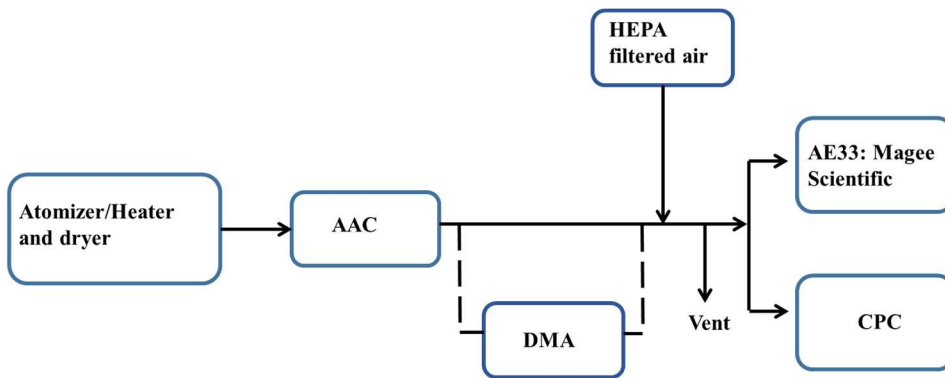 HEPA
filtered air
AE33: Magee
Scientific
Atomizer/Heater
and dryer
AAC
Vent
DMA
CPC